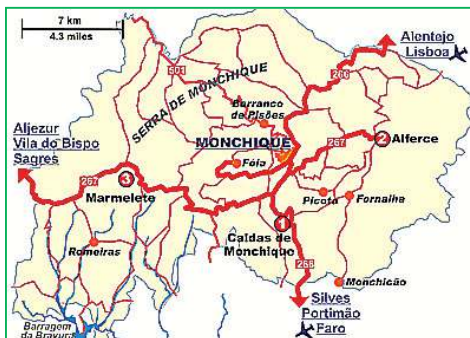 7 km
4.3 miles
Alentejo
Lisboa
501
SERRA DE MONCHIQUE
266
Barranco
de Pisões
MONCHIQUE
267
2
Alferce
Aljezur
Vila do Bispo
Sagres
Fóia
267
3
Marmelete
Picota
Fornalha
1
Caldas de
Monchique
Romeiras
266
Monchicão
Silves
Portimão
Faro
Barragem
da Bravura